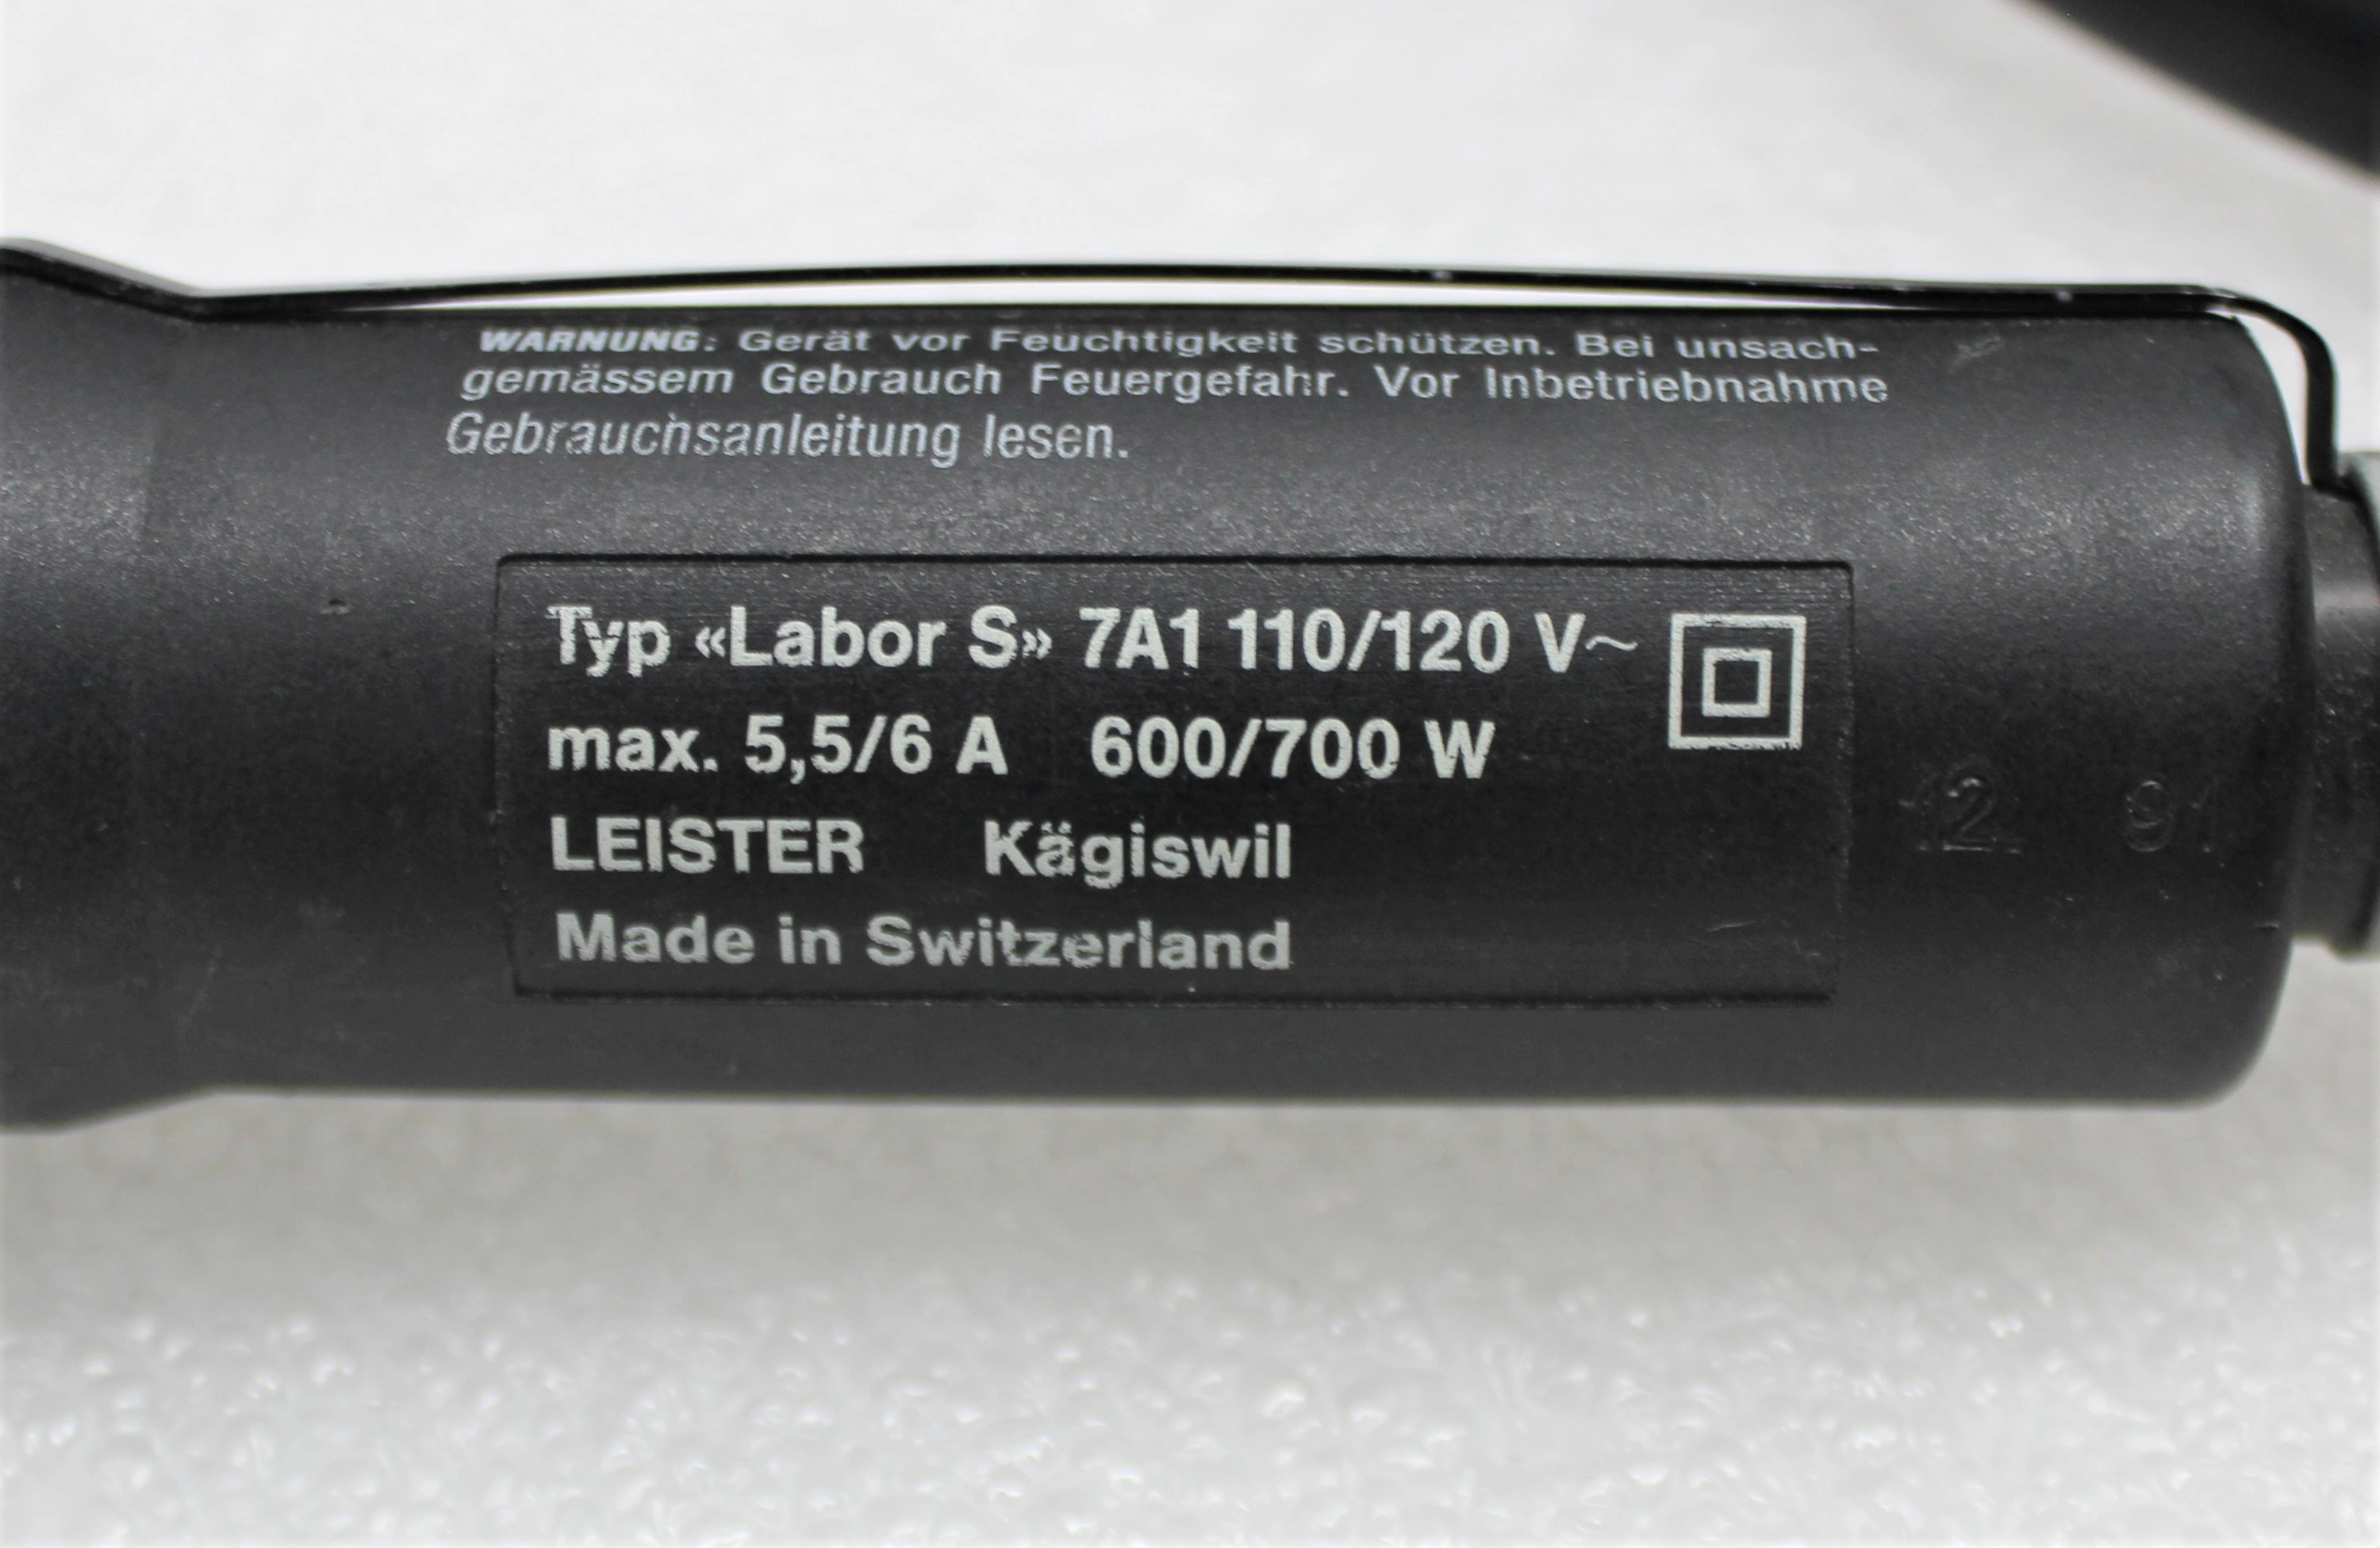 WARNUNG: Gerät vor Feuchtigkeit schützen. Bei unsach-
gemässem Gebrauch Feuergefahr. Vor Inbetriebnahme
Gebrauchsanleitung lesen.
Typ «Labor S» 7A1 110/120 V~
max. 5,5/6 A 600/700 W
LEISTER Kägiswil
Made in Switzerland
12. 91